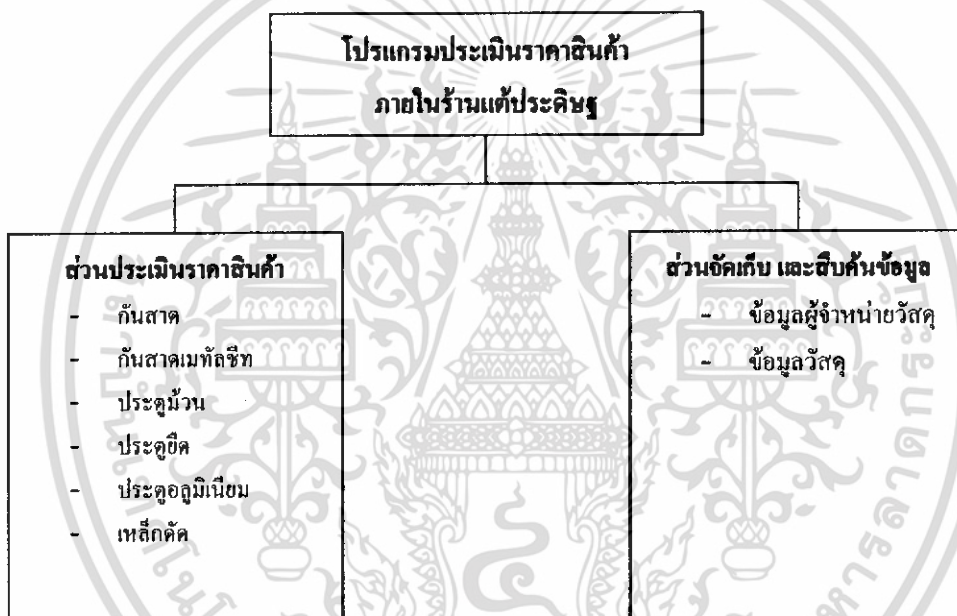 โปรแกรมประเมินราคาสินค้า
ภายในร้านแต้ประดิษฐ
ส่วนประเมินราคาสินค้า
- กันสาด
- กันสาดเมทัลชีท
- ประตูม้วน
- ประตูยืด
- ประตูอลูมิเนียม
- เหล็กดัด
ส่วนจัดเก็บ และสืบค้นข้อมูล
- ข้อมูลผู้จำหน่ายวัสดุ
- ข้อมูลวัสดุ